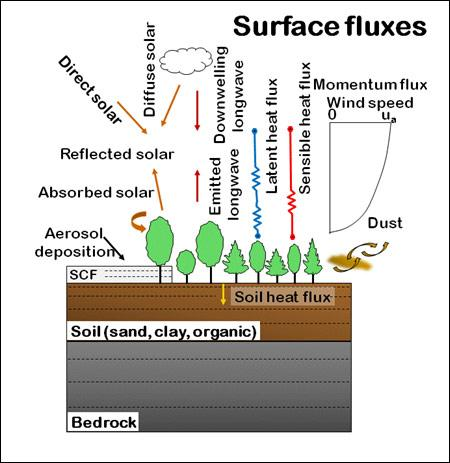 Surface fluxes
Direct solar
Diffuse solar
Downwelling
longwave
Latent heat flux
Sensible heat flux
Momentum flux
Wind speed
0 ua
Reflected solar
Absorbed solar
Emitted
longwave
Dust
Aerosol
deposition
SCF
Soil heat flux
Soil (sand, clay, organic)
Bedrock